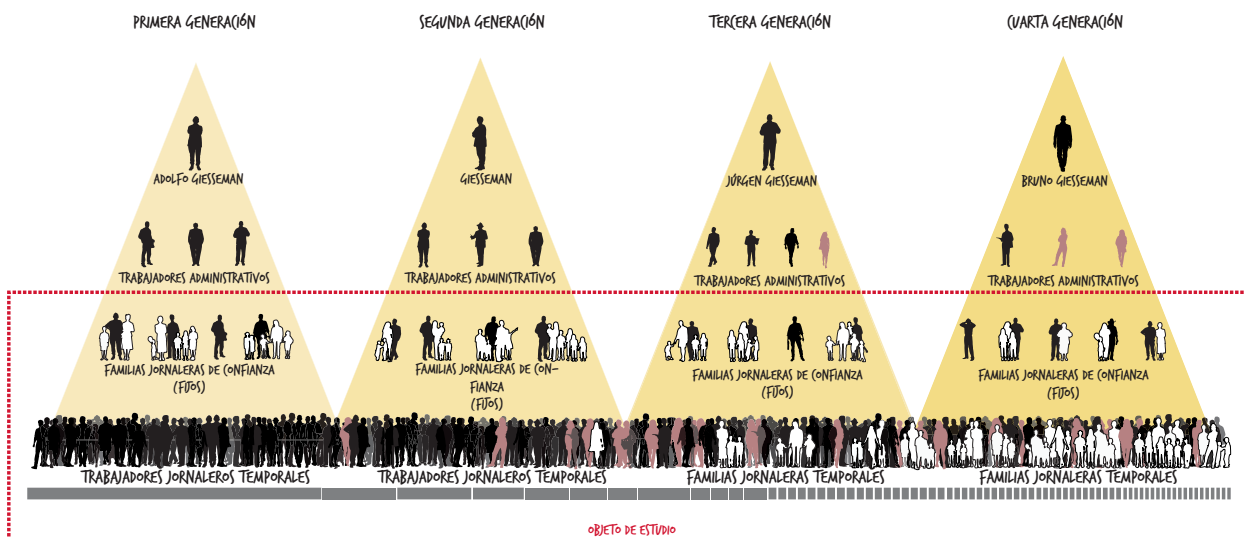 PRIMERA GENERACIÓN
SEGUNDA GENERACIÓN
TERCERA GENERACIÓN
CUARTA GENERACIÓN
ADOLFO GIESSEMAN
GIESSEMAN
JÚRGEN GIESSEMAN
BRUNO GIESSEMAN
TRABAJADORES ADMINISTRATIVOS
TRABAJADORES ADMINISTRATIVOS
TRABAJADORES ADMINISTRATIVOS
TRABAJADORES ADMINISTRATIVOS
FAMILIAS JORNALERAS DE CONFIANZA
(FIJOS)
FAMILIAS JORNALERAS DE CON-
FIANZA
(FIJOS)
FAMILIAS JORNALERAS DE CONFIANZA
(FIJOS)
FAMILIAS JORNALERAS DE CONFIANZA
(FIJOS)
TRABAJADORES JORNALEROS TEMPORALES
TRABAJADORES JORNALEROS TEMPORALES
FAMILIAS JORNALERAS TEMPORALES
FAMILIAS JORNALERAS TEMPORALES
OBJETO DE ESTUDIO